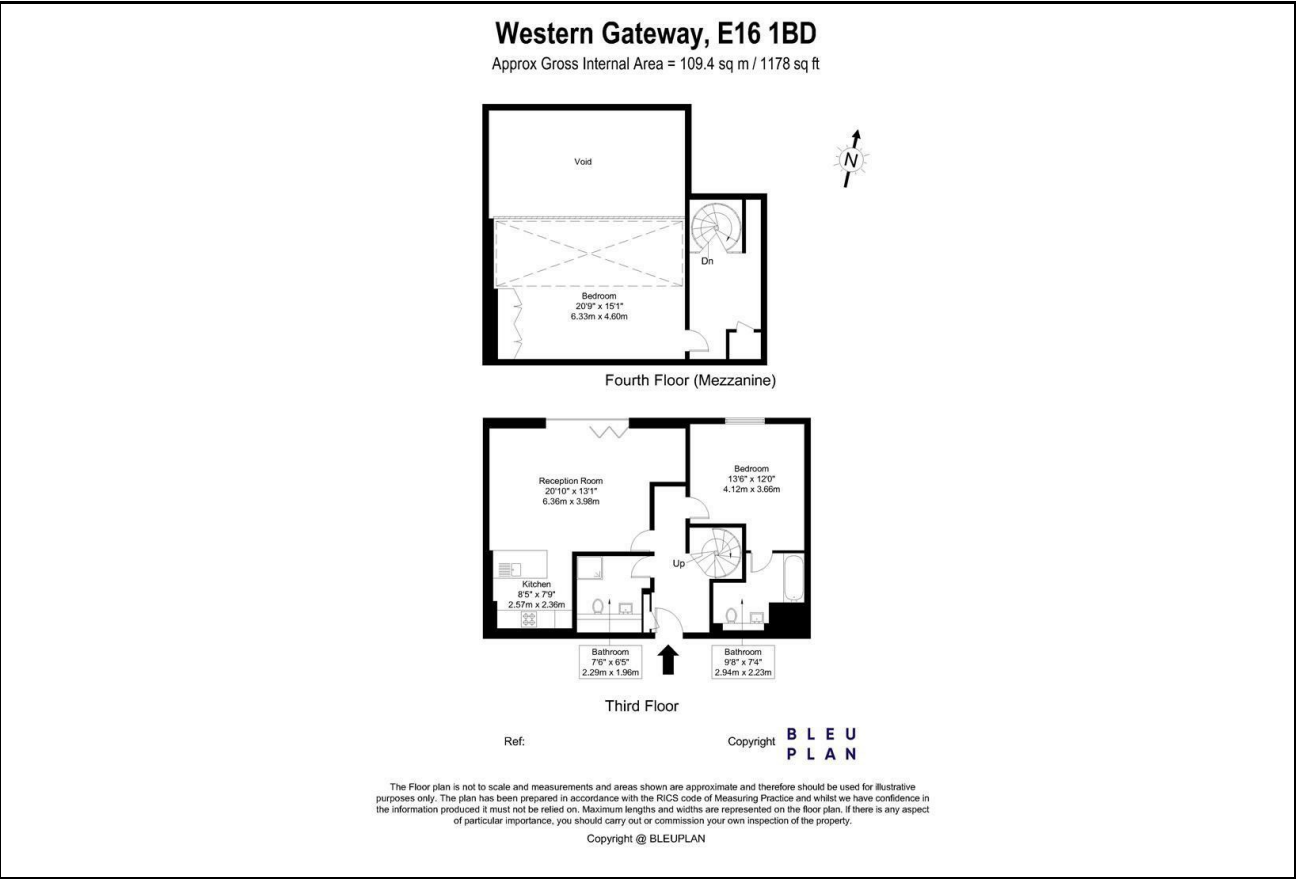 Western Gateway, E16 1BD
Approx Gross Internal Area = 109.4 sq m / 1178 sq ft
N
Void
Dn
Bedroom
20'9" x 15'1"
6.33m x 4.60m
Fourth Floor (Mezzanine)
Reception Room
20'10" x 13'1"
6.36m x 3.98m
Bedroom
13'6" x 12'0"
4.12m x 3.66m
Up
Kitchen
8'5" x 7'9"
2.57m x 2.36m
Bathroom
7'6" x 6'5"
2.29m x 1.96m
Bathroom
9'8" x 7'4"
2.94m x 2.23m
Third Floor
Ref:
Copyright
BLEU
PLAN
The Floor plan is not to scale and measurements and areas shown are approximate and therefore should be used for illustrative
purposes only. The plan has been prepared in accordance with the RICS code of Measuring Practice and whilst we have confidence in
the information produced it must not be relied on. Maximum lengths and widths are represented on the floor plan. If there is any aspect
of particular importance, you should carry out or commission your own inspection of the property.
Copyright @ BLEUPLAN